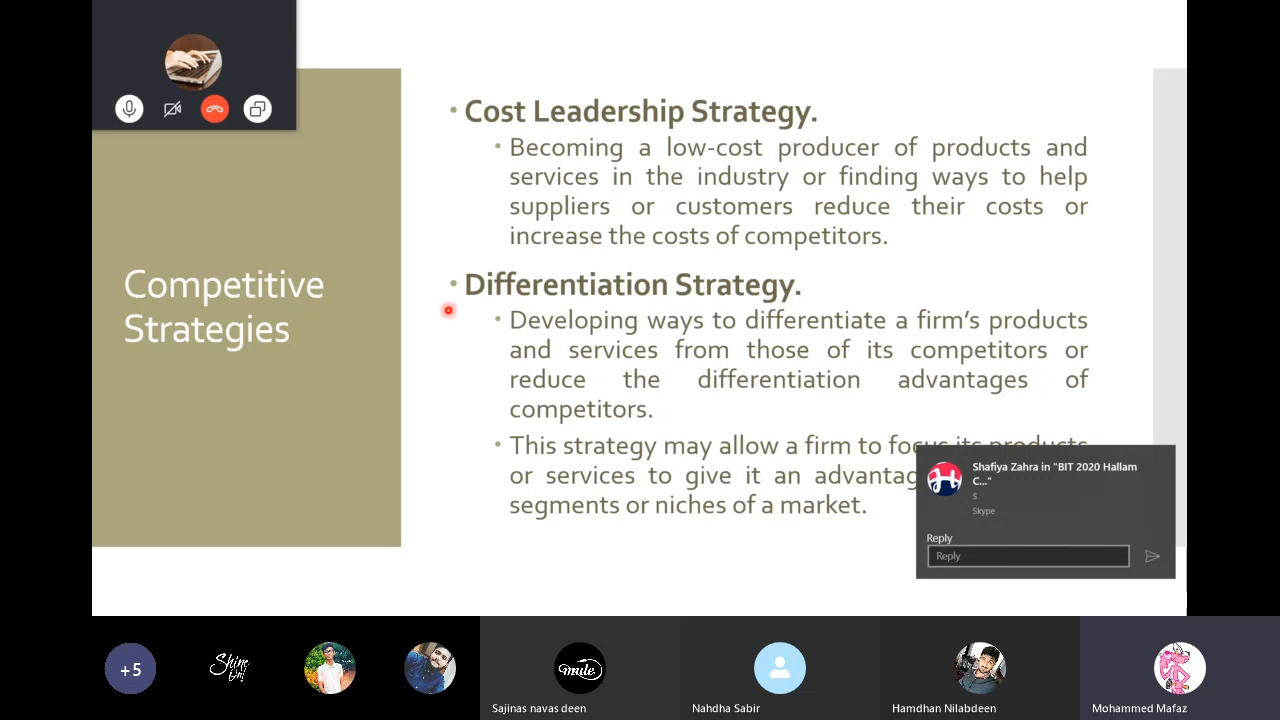 Competitive
Strategies
• Cost Leadership Strategy.
• Becoming a low-cost producer of products and
services in the industry or finding ways to help
suppliers or customers reduce their costs or
increase the costs of competitors.
• Differentiation Strategy.
• Developing ways to differentiate a firm's products
and services from those of its competitors or
reduce the differentiation advantages of
competitors.
• This strategy may allow a firm to focus its products
or services to give it an
segments or niches of a market.
Shafiya Zahra in "BIT 2020 Hallam
C..."
s
Skype
Reply
Reply
+5
Shine
mute
Sajinas navas deen
Nahdha Sabir
Hamdhan Nilabdeen
Mohammed Mafaz